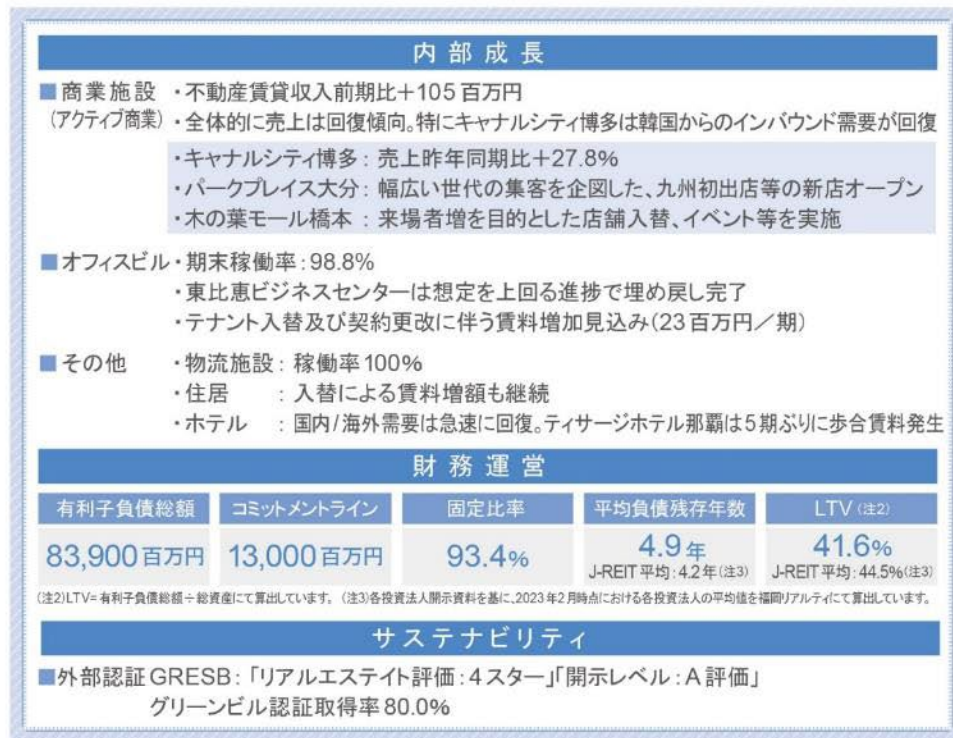 内部成長
■商業施設 ・不動産賃貸収入前期比＋105百万円
(アクティブ商業) ・全体的に売上は回復傾向。特にキャナルシティ博多は韓国からのインバウンド需要が回復
・キャナルシティ博多：売上昨年同期比＋27.8%
・パークプレイス大分：幅広い世代の集客を企図した、九州初出店等の新店オープン
・木の葉モール橋本：来場者増を目的とした店舗入替、イベント等を実施
■オフィスビル・期末稼働率：98.8%
・東比恵ビジネスセンターは想定を上回る進捗で埋め戻し完了
・テナント入替及び契約更改に伴う賃料増加見込み(23百万円／期)
■その他 ・物流施設：稼働率100%
・住居 ：入替による賃料増額も継続
・ホテル ：国内/海外需要は急速に回復。ティサージホテル那覇は5期ぶりに歩合賃料発生
財務運営
有利子負債総額 コミットメントライン 固定比率 平均負債残存年数 LTV(注2)
83,900百万円 13,000百万円 93.4% 4.9年 41.6%
J-REIT平均：4.2年(注3) J-REIT平均：44.5%(注3)
(注2)LTV=有利子負債総額÷総資産にて算出しています。 (注3)各投資法人開示資料を基に、2023年2月時点における各投資法人の平均値を福岡リアルティにて算出しています。
サステナビリティ
■外部認証GRESB：「リアルエステイト評価：4スター」「開示レベル：A評価」
グリーンビル認証取得率80.0%